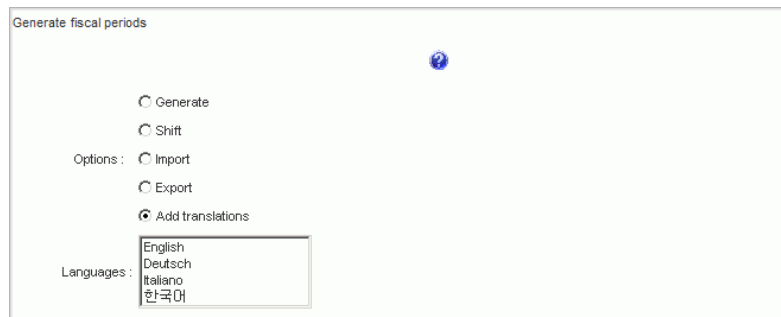 Generate fiscal periods
?
Generate
Shift
Options : Import
Export
Add translations
English
Deutsch
Languages : Italiano
한국어